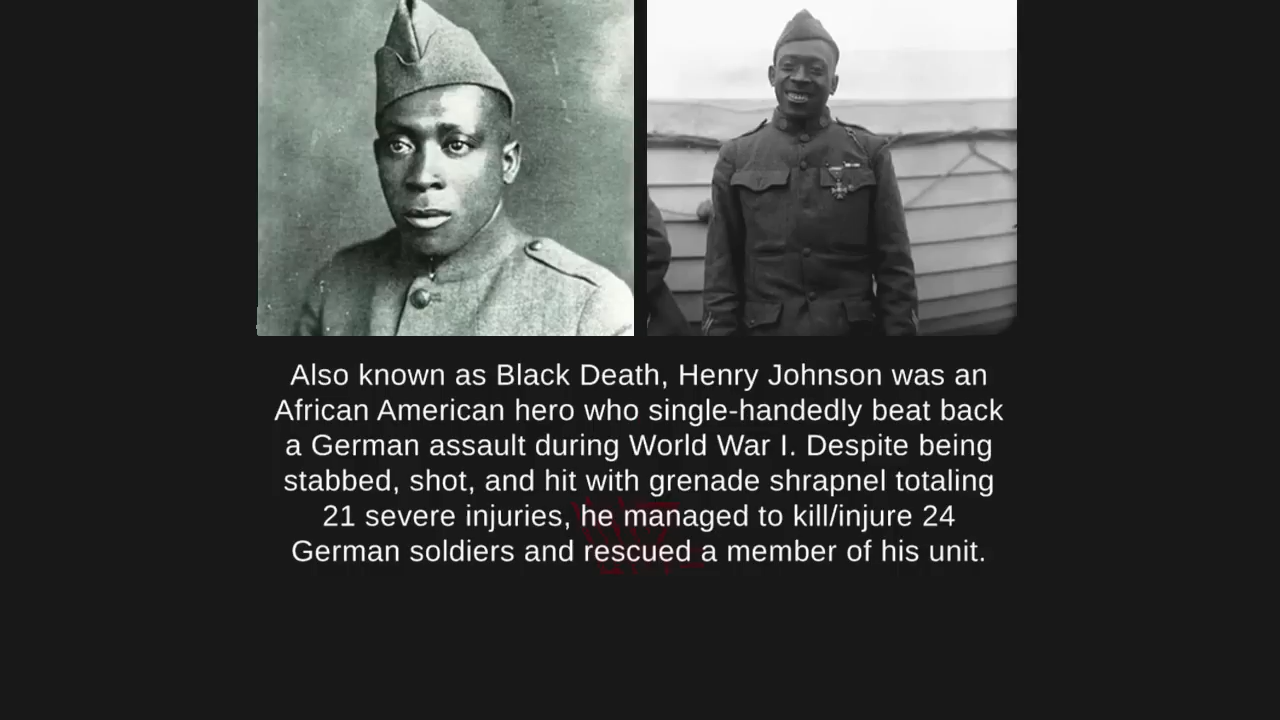 Also known as Black Death, Henry Johnson was an
African American hero who single-handedly beat back
a German assault during World War I. Despite being
stabbed, shot, and hit with grenade shrapnel totaling
21 severe injuries, he managed to kill/injure 24
German soldiers and rescued a member of his unit.